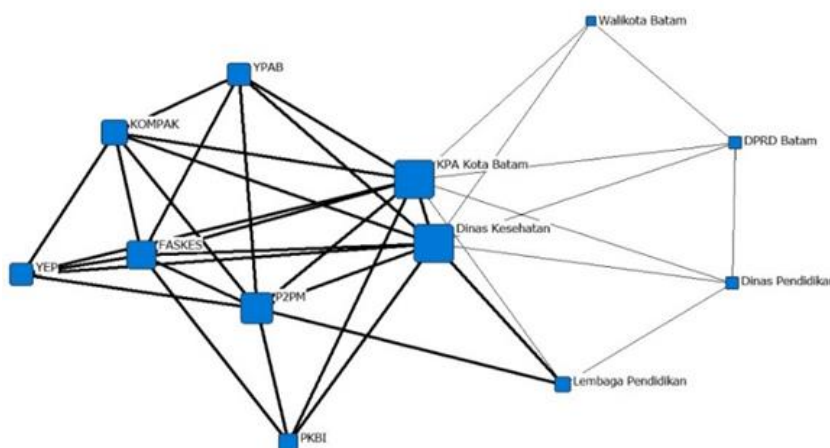 Walikota Batam
YPAB
KOMPAK
DPRD Batam
KPA Kota Batam
Dinas Kesehatan
FASKES
YEP
Dinas Pendidikan
P2PM
Lembaga Pendidikan
PKBI